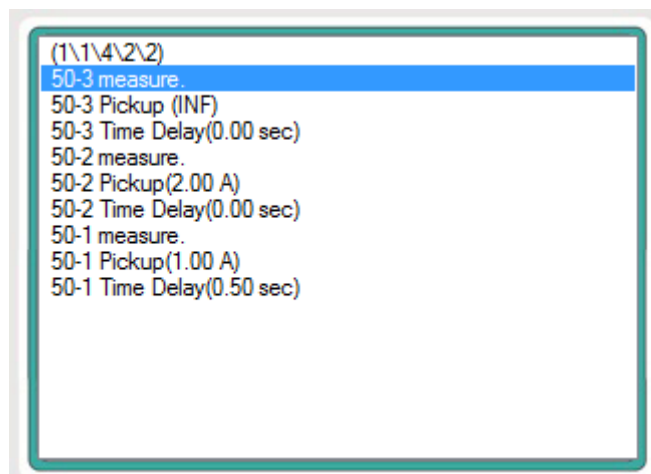 (1\1\4\2\2)
50-3 measure.
50-3 Pickup (INF)
50-3 Time Delay(0.00 sec)
50-2 measure.
50-2 Pickup(2.00 A)
50-2 Time Delay(0.00 sec)
50-1 measure.
50-1 Pickup(1.00 A)
50-1 Time Delay(0.50 sec)